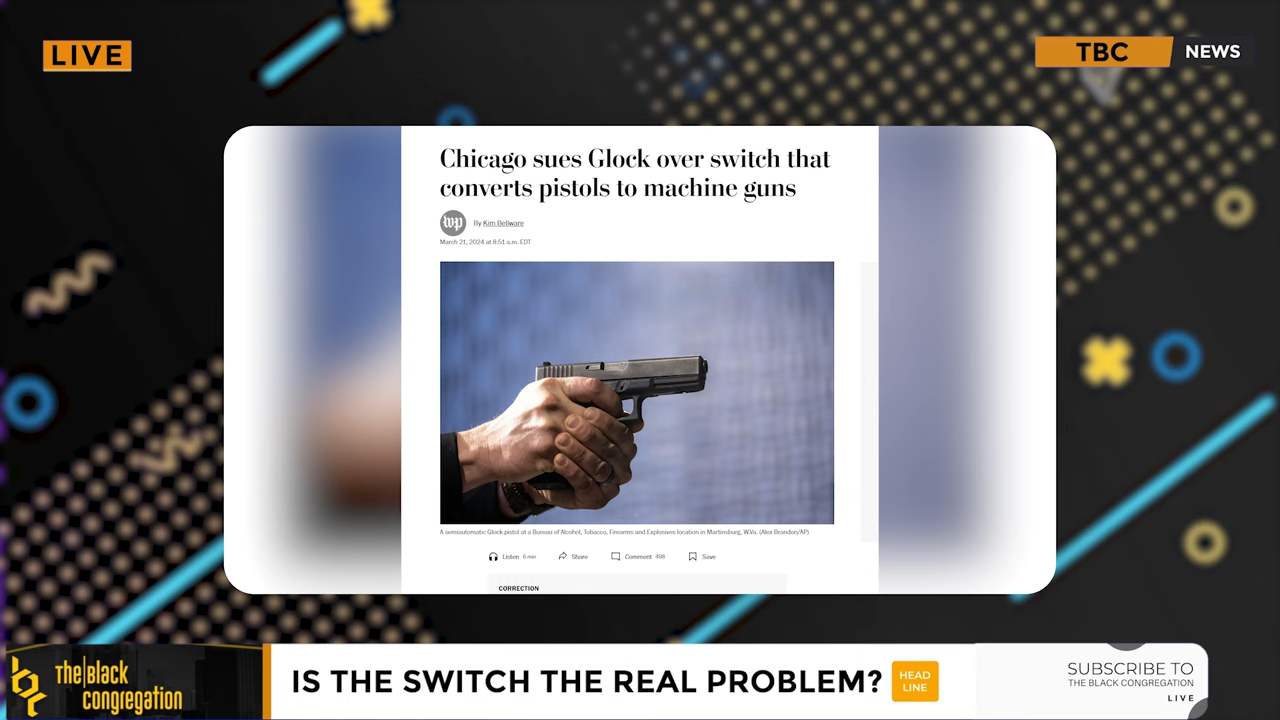 LIVE
TBC NEWS
Chicago sues Glock over switch that
converts pistols to machine guns
wp
By Kim Bellware
March 21, 2024 at 8:51 a.m. EDT
A semiautomatic Glock pistol at a Bureau of Alcohol, Tobacco, Firearms and Explosives location in Martinsburg, W.Va. (Alex Brandon/AP)
Listen 6 min Share Comment 498 Save
CORRECTION
The Black
congregation
IS THE SWITCH THE REAL PROBLEM?
HEAD
LINE
SUBSCRIBE TO
THE BLACK CONGREGATION
LIVE